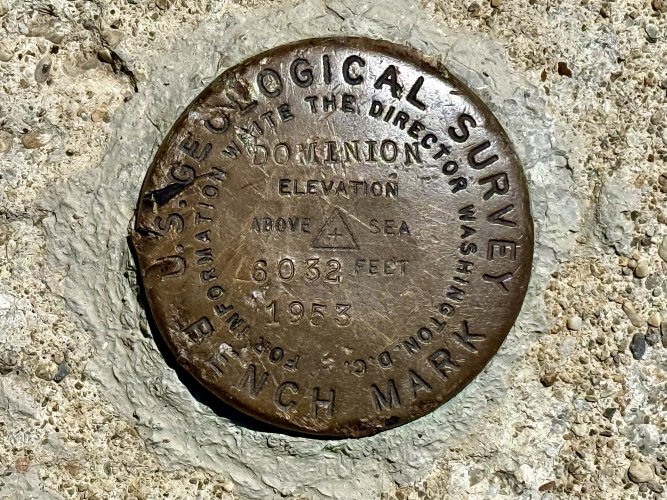 U.S. GEOLOGICAL SURVEY
FOR INFORMATION WRITE THE DIRECTOR WASHINGTON, D.C.
DOMINION
ELEVATION
ABOVE SEA
6032 FEET
1953
BENCH MARK